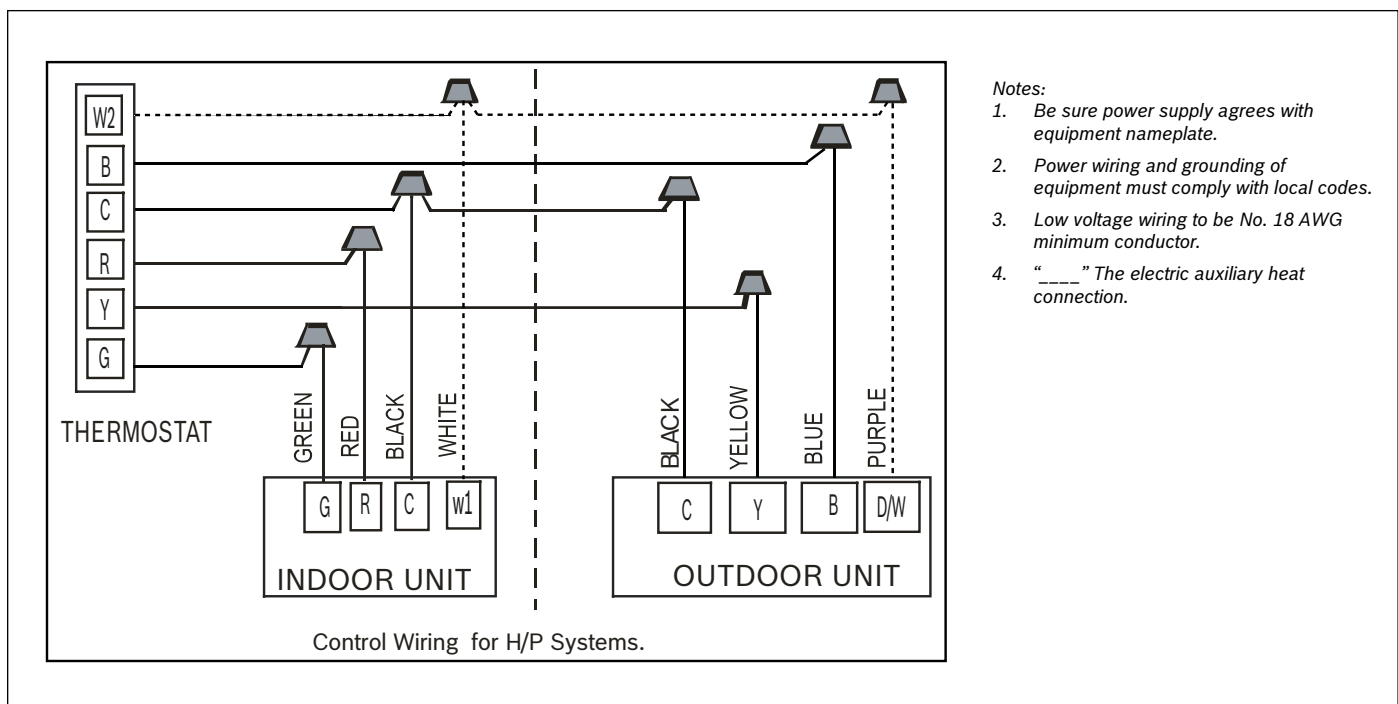 W2
B
C
R
Y
G
THERMOSTAT
GREEN
RED
BLACK
WHITE
BLACK
YELLOW
BLUE
PURPLE
G
R
C
w1
INDOOR UNIT
C
Y
B
D/W
OUTDOOR UNIT
Control Wiring for H/P Systems.
Notes:
1. Be sure power supply agrees with
equipment nameplate.
2. Power wiring and grounding of
equipment must comply with local codes.
3. Low voltage wiring to be No. 18 AWG
minimum conductor.
4. “____” The electric auxiliary heat
connection.